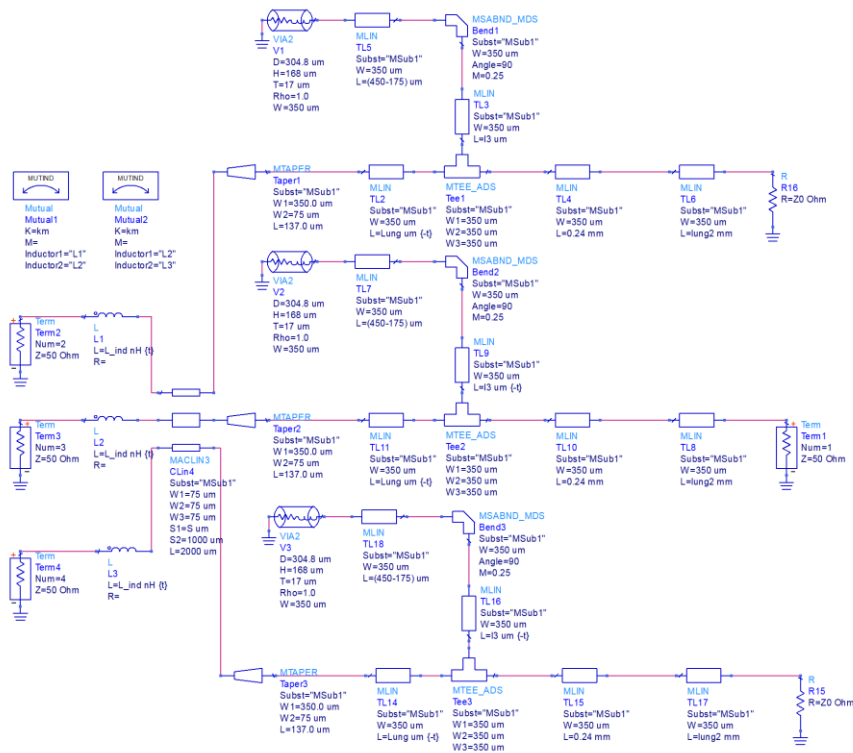 VIA2
V1
D=304.8 um
H=168 um
T=17 um
Rho=1.0
W=350 um
MLIN
TL5
Subst="MSub1"
W=350 um
L=(450-175) um
MSABND_MDS
Bend1
Subst="MSub1"
W=350 um
Angle=90
M=0.25
MLIN
TL3
Subst="MSub1"
W=350 um
L=l3 um
MUTIND
Mutual
Mutual1
K=km
M=
Inductor1="L1"
Inductor2="L2"
MUTIND
Mutual
Mutual2
K=km
M=
Inductor1="L2"
Inductor2="L3"
MTAPER
Taper1
Subst="MSub1"
W1=350.0 um
W2=75 um
L=137.0 um
MLIN
TL2
Subst="MSub1"
W=350 um
L=Lung um {-t}
MTEE_ADS
Tee1
Subst="MSub1"
W1=350 um
W2=350 um
W3=350 um
MLIN
TL4
Subst="MSub1"
W=350 um
L=0.24 mm
MLIN
TL6
Subst="MSub1"
W=350 um
L=lung2 mm
R
R16
R=Z0 Ohm
VIA2
V2
D=304.8 um
H=168 um
T=17 um
Rho=1.0
W=350 um
MLIN
TL7
Subst="MSub1"
W=350 um
L=(450-175) um
MSABND_MDS
Bend2
Subst="MSub1"
W=350 um
Angle=90
M=0.25
MLIN
TL9
Subst="MSub1"
W=350 um
L=l3 um {-t}
Term
Term2
Num=2
Z=50 Ohm
L
L1
L=L_ind nH {t}
R=
Term
Term3
Num=3
Z=50 Ohm
L
L2
L=L_ind nH {t}
R=
MACLIN3
CLin4
Subst="MSub1"
W1=75 um
W2=75 um
W3=75 um
S1=S um
S2=1000 um
L=2000 um
MTAPER
Taper2
Subst="MSub1"
W1=350.0 um
W2=75 um
L=137.0 um
MLIN
TL11
Subst="MSub1"
W=350 um
L=Lung um {-t}
MTEE_ADS
Tee2
Subst="MSub1"
W1=350 um
W2=350 um
W3=350 um
MLIN
TL10
Subst="MSub1"
W=350 um
L=0.24 mm
MLIN
TL8
Subst="MSub1"
W=350 um
L=lung2 mm
Term
Term1
Num=1
Z=50 Ohm
VIA2
V3
D=304.8 um
H=168 um
T=17 um
Rho=1.0
W=350 um
MLIN
TL18
Subst="MSub1"
W=350 um
L=(450-175) um
MSABND_MDS
Bend3
Subst="MSub1"
W=350 um
Angle=90
M=0.25
MLIN
TL16
Subst="MSub1"
W=350 um
L=l3 um {-t}
Term
Term4
Num=4
Z=50 Ohm
L
L3
L=L_ind nH {t}
R=
MTAPER
Taper3
Subst="MSub1"
W1=350.0 um
W2=75 um
L=137.0 um
MLIN
TL14
Subst="MSub1"
W=350 um
L=Lung um {-t}
MTEE_ADS
Tee3
Subst="MSub1"
W1=350 um
W2=350 um
W3=350 um
MLIN
TL15
Subst="MSub1"
W=350 um
L=0.24 mm
MLIN
TL17
Subst="MSub1"
W=350 um
L=lung2 mm
R
R15
R=Z0 Ohm